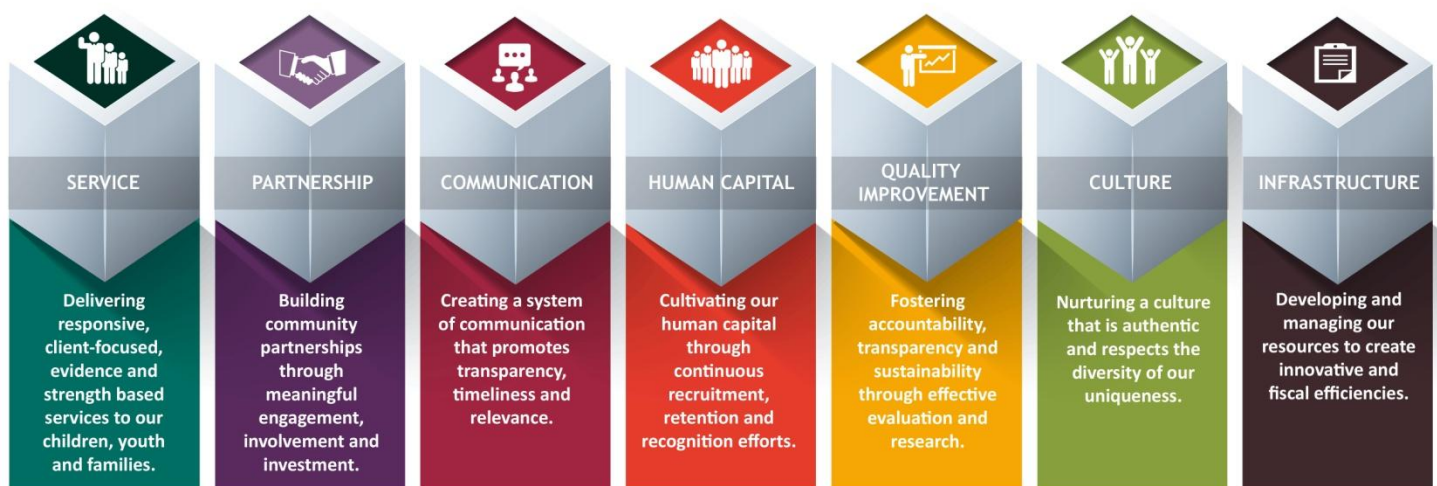 SERVICE
Delivering
responsive,
client-focused,
evidence and
strength based
services to our
children, youth
and families.
PARTNERSHIP
Building
community
partnerships
through
meaningful
engagement,
involvement and
investment.
COMMUNICATION
Creating a system
of communication
that promotes
transparency,
timeliness and
relevance.
HUMAN CAPITAL
Cultivating our
human capital
through
continuous
recruitment,
retention and
recognition efforts.
QUALITY
IMPROVEMENT
Fostering
accountability,
transparency and
sustainability
through effective
evaluation and
research.
CULTURE
Nurturing a culture
that is authentic
and respects the
diversity of our
uniqueness.
INFRASTRUCTURE
Developing and
managing our
resources to create
innovative and
fiscal efficiencies.